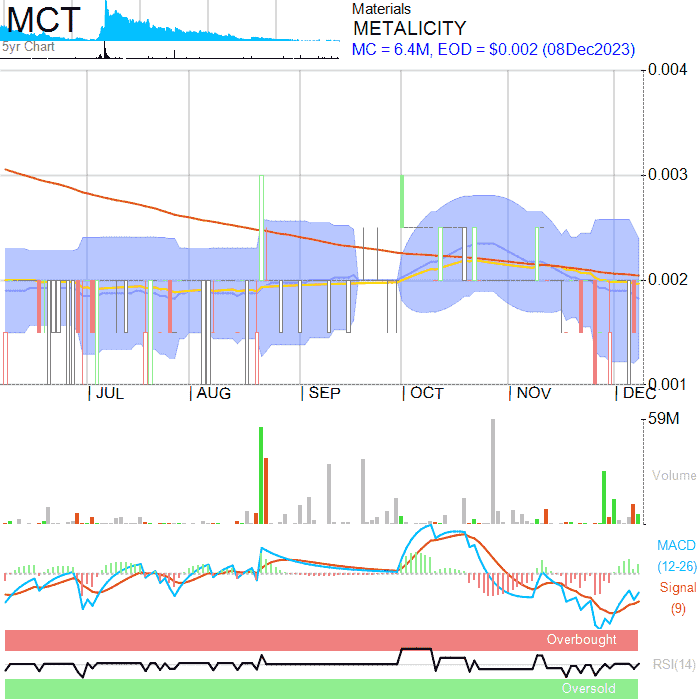 MCT
5yr Chart
Materials
METALICITY
MC = 6.4M, EOD = $0.002 (08Dec2023)
0.004
0.003
0.002
0.001
JUL
AUG
SEP
OCT
NOV
DEC
59M
Volume
MACD
(12-26)
Signal
(9)
Overbought
RSI(14)
Oversold